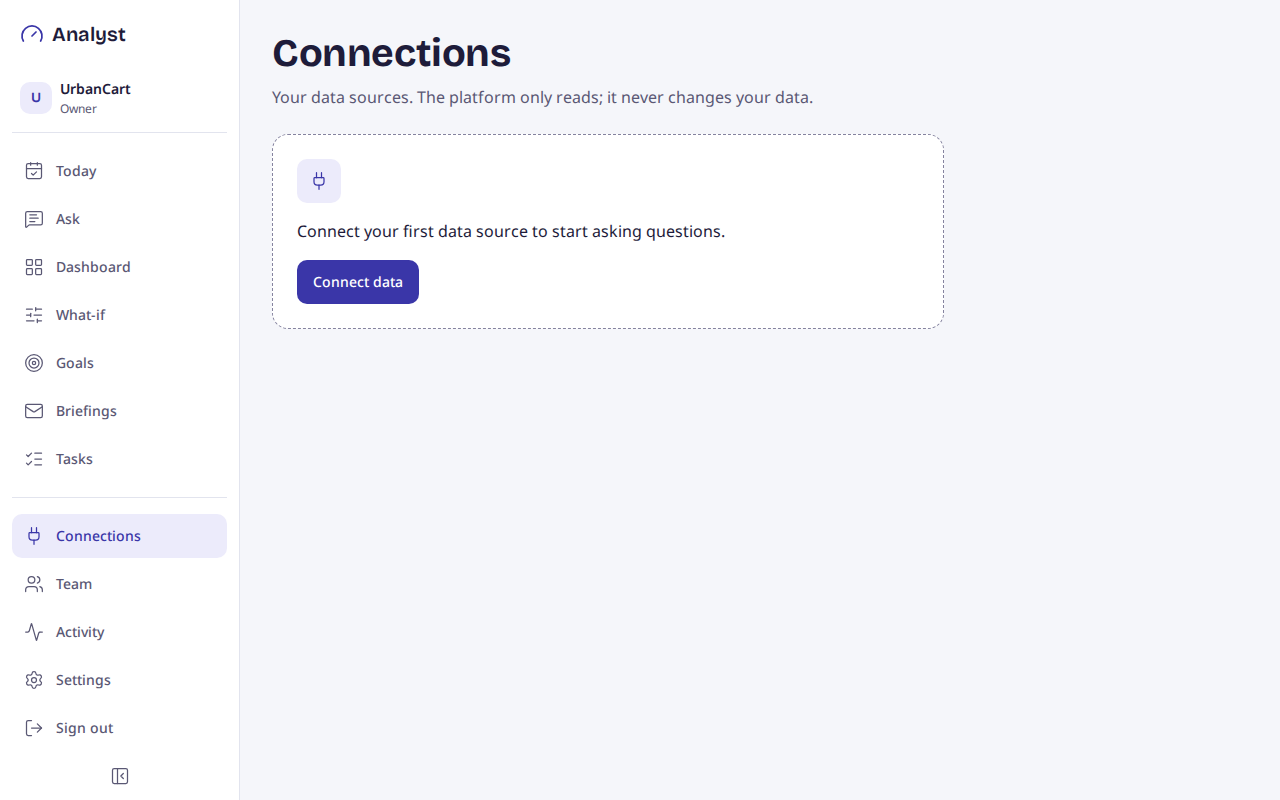 Analyst
U
UrbanCart
Owner
Today
Ask
Dashboard
What-if
Goals
Briefings
Tasks
Connections
Team
Activity
Settings
Sign out
Connections
Your data sources. The platform only reads; it never changes your data.
Connect your first data source to start asking questions.
Connect data